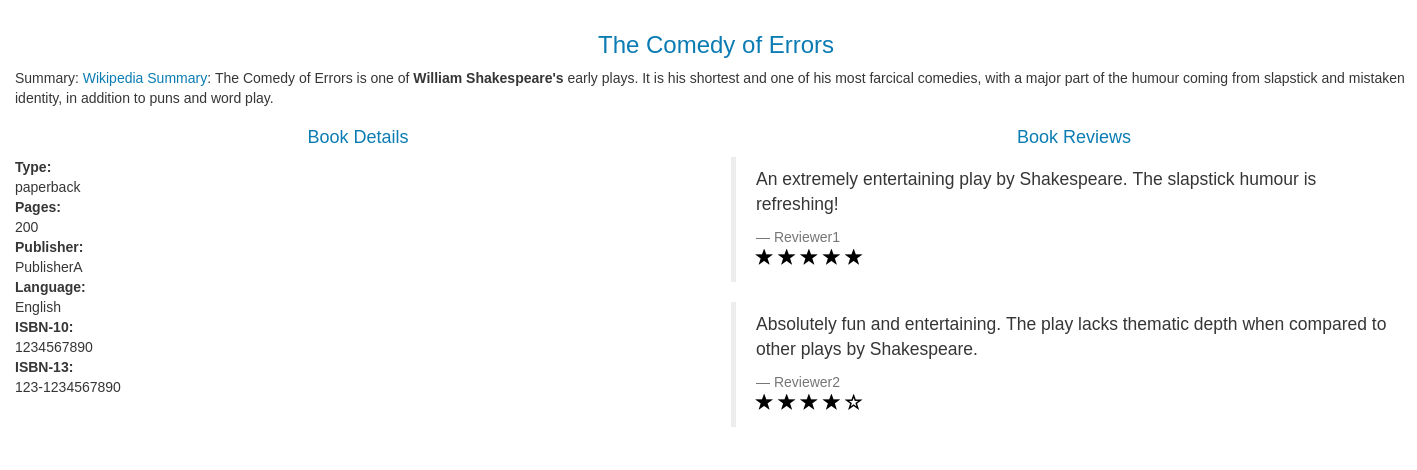 The Comedy of Errors
Summary: Wikipedia Summary: The Comedy of Errors is one of William Shakespeare's early plays. It is his shortest and one of his most farcical comedies, with a major part of the humour coming from slapstick and mistaken
identity, in addition to puns and word play.
Book Details
Type:
paperback
Pages:
200
Publisher:
PublisherA
Language:
English
ISBN-10:
1234567890
ISBN-13:
123-1234567890
Book Reviews
An extremely entertaining play by Shakespeare. The slapstick humour is
refreshing!
— Reviewer1
Absolutely fun and entertaining. The play lacks thematic depth when compared to
other plays by Shakespeare.
— Reviewer2